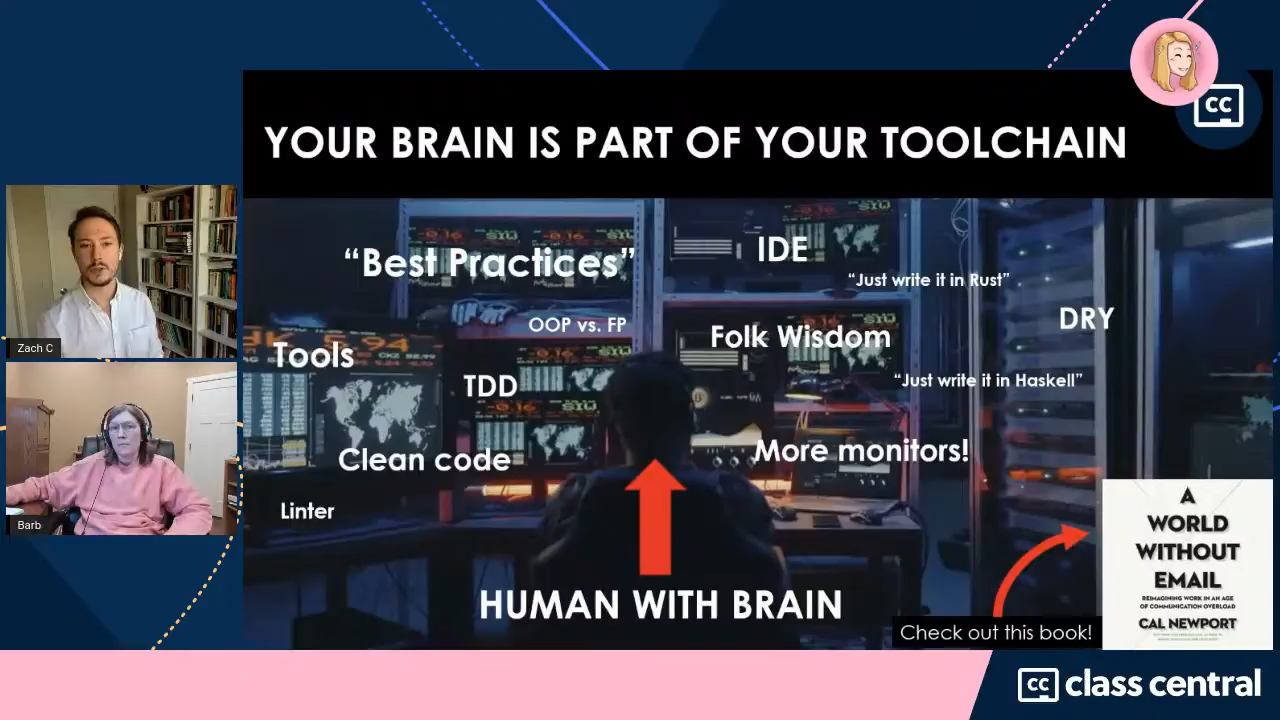 YOUR BRAIN IS PART OF YOUR TOOLCHAIN
CC
Zach C
Barb
“Best Practices”
IDE
“Just write it in Rust”
OOP vs. FP
DRY
Folk Wisdom
Tools
TDD
“Just write it in Haskell”
Clean code
More monitors!
Linter
HUMAN WITH BRAIN
Check out this book!
A
WORLD
WITHOUT
EMAIL
REIMAGINING WORK IN AN AGE
OF COMMUNICATION OVERLOAD
CAL NEWPORT
CC class central